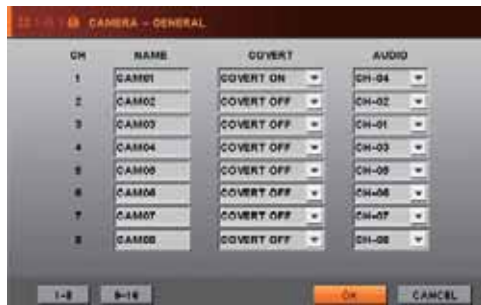 CAMERA - GENERAL
CH NAME COVERT AUDIO
1 CAM01 COVERT ON CH-04
2 CAM02 COVERT OFF CH-02
3 CAM03 COVERT OFF CH-01
4 CAM04 COVERT OFF CH-03
5 CAM05 COVERT OFF CH-05
6 CAM06 COVERT OFF CH-06
7 CAM07 COVERT OFF CH-07
8 CAM08 COVERT OFF CH-08
1-8 9-16 OK CANCEL